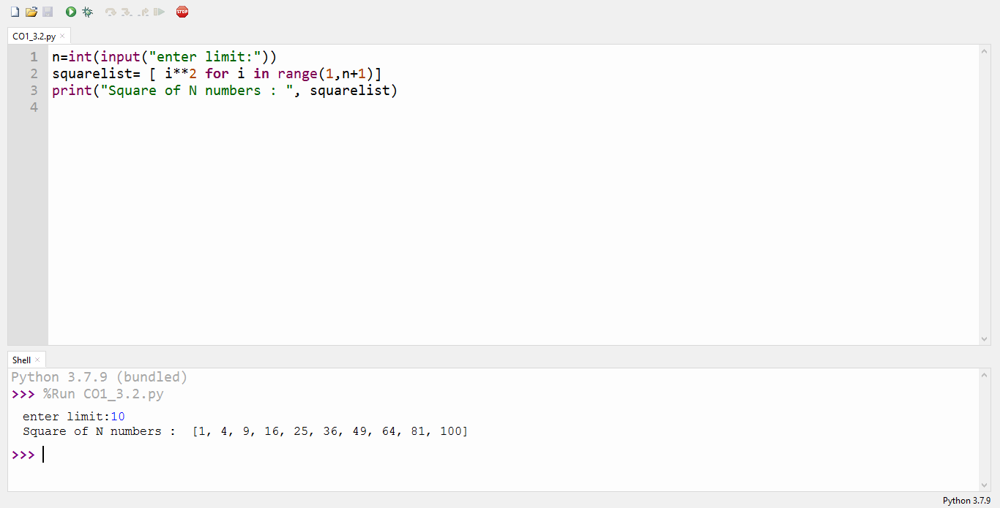 STOP
CO1_3.2.py ×
1 n=int(input("enter limit:"))
2 squarelist= [ i**2 for i in range(1,n+1)]
3 print("Square of N numbers : ", squarelist)
4
Shell ×
Python 3.7.9 (bundled)
>>> %Run CO1_3.2.py
enter limit:10
Square of N numbers :  [1, 4, 9, 16, 25, 36, 49, 64, 81, 100]
>>>
Python 3.7.9